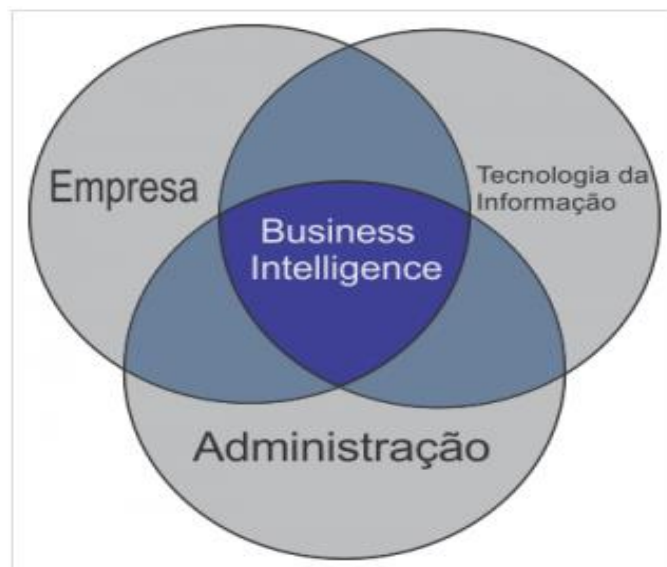 Empresa
Tecnologia da
Informação
Business
Intelligence
Administração